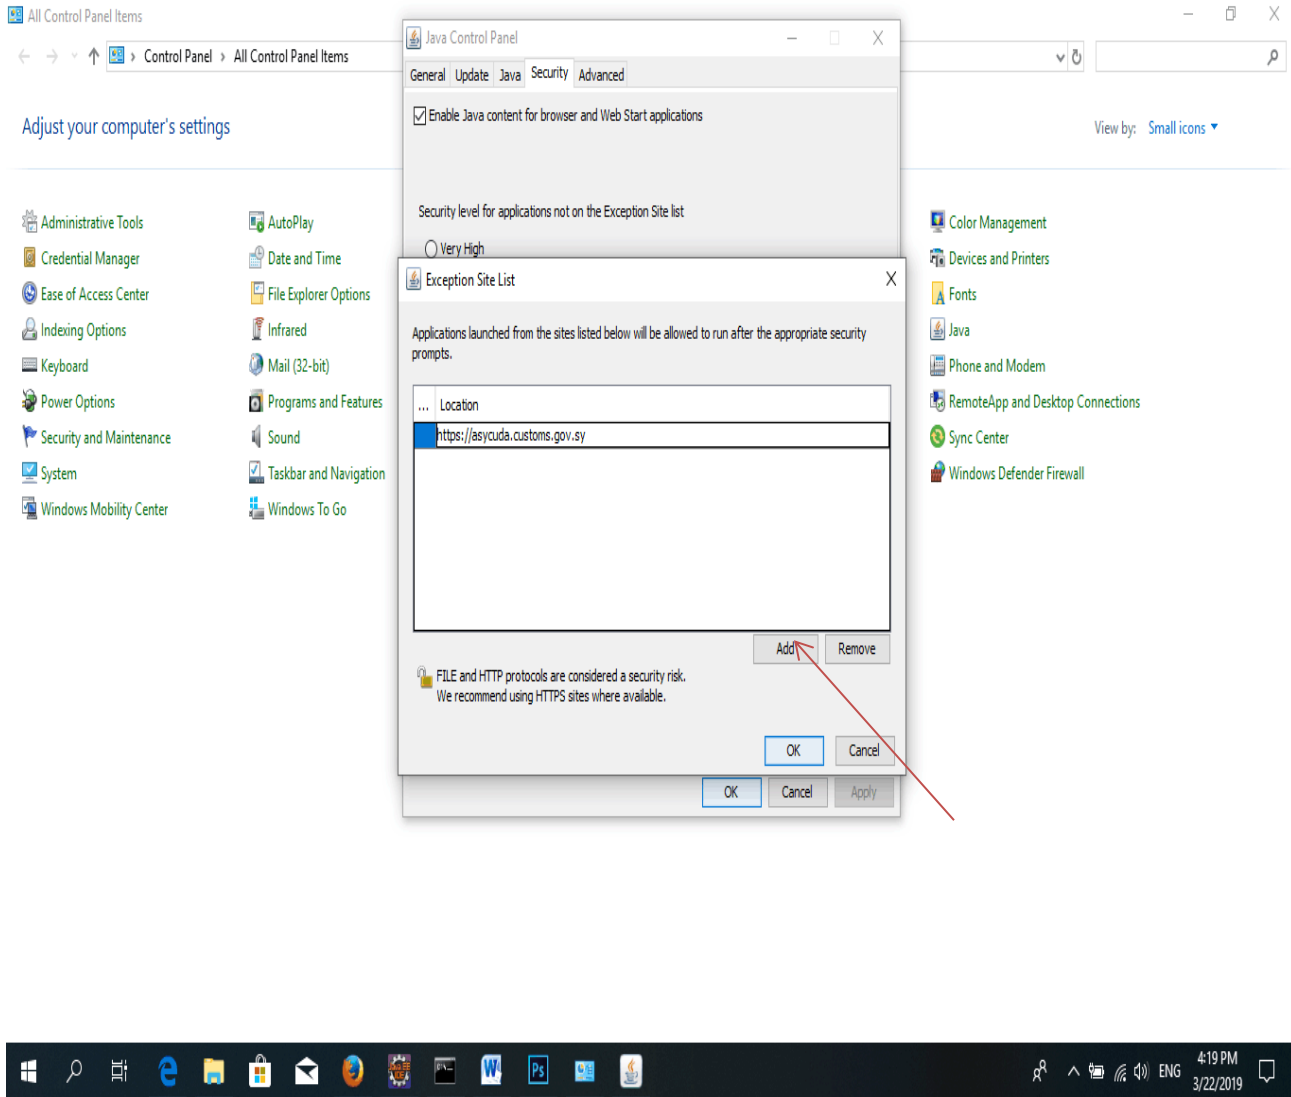 All Control Panel Items
Control Panel › All Control Panel Items
Adjust your computer's settings
View by: Small icons
Administrative Tools
Credential Manager
Ease of Access Center
Indexing Options
Keyboard
Power Options
Security and Maintenance
System
Windows Mobility Center
AutoPlay
Date and Time
File Explorer Options
Infrared
Mail (32-bit)
Programs and Features
Sound
Taskbar and Navigation
Windows To Go
Color Management
Devices and Printers
Fonts
Java
Phone and Modem
RemoteApp and Desktop Connections
Sync Center
Windows Defender Firewall
Java Control Panel
General Update Java Security Advanced
Enable Java content for browser and Web Start applications
Security level for applications not on the Exception Site list
Very High
Exception Site List
Applications launched from the sites listed below will be allowed to run after the appropriate security
prompts.
... Location
https://asycuda.customs.gov.sy
Add Remove
FILE and HTTP protocols are considered a security risk.
We recommend using HTTPS sites where available.
OK Cancel
OK Cancel Apply
W Ps ENG 4:19 PM
3/22/2019